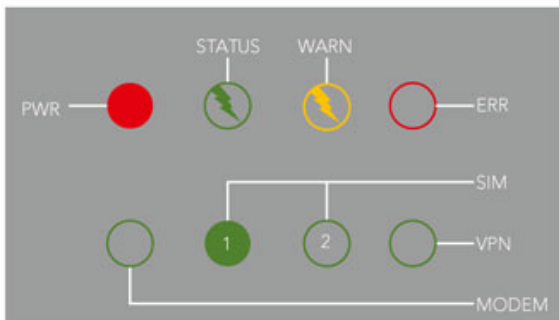 STATUS WARN
PWR ERR
SIM
1 2 VPN
MODEM